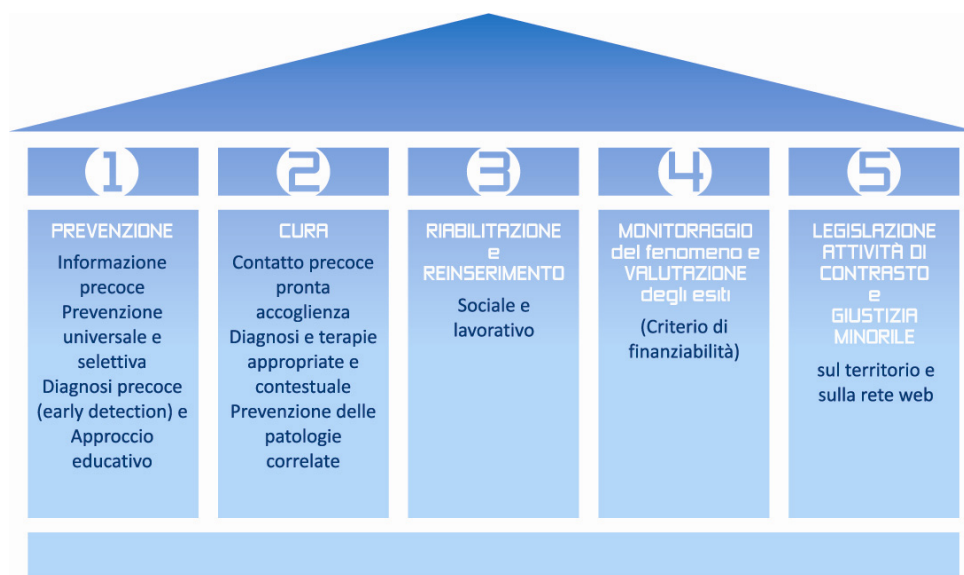 1
PREVENZIONE
Informazione
precoce
Prevenzione
universale e
selettiva
Diagnosi precoce
(early detection) e
Approccio
educativo
2
CURA
Contatto precoce
pronta
accoglienza
Diagnosi e terapie
appropriate e
contestuale
Prevenzione delle
patologie
correlate
3
RIABILITAZIONE
e
REINSERIMENTO
Sociale e
lavorativo
4
MONITORAGGIO
del fenomeno e
VALUTAZIONE
degli esiti
(Criterio di
finanziabilità)
5
LEGISLAZIONE
ATTIVITÀ DI
CONTRASTO
e
GIUSTIZIA
MINORILE
sul territorio e
sulla rete web